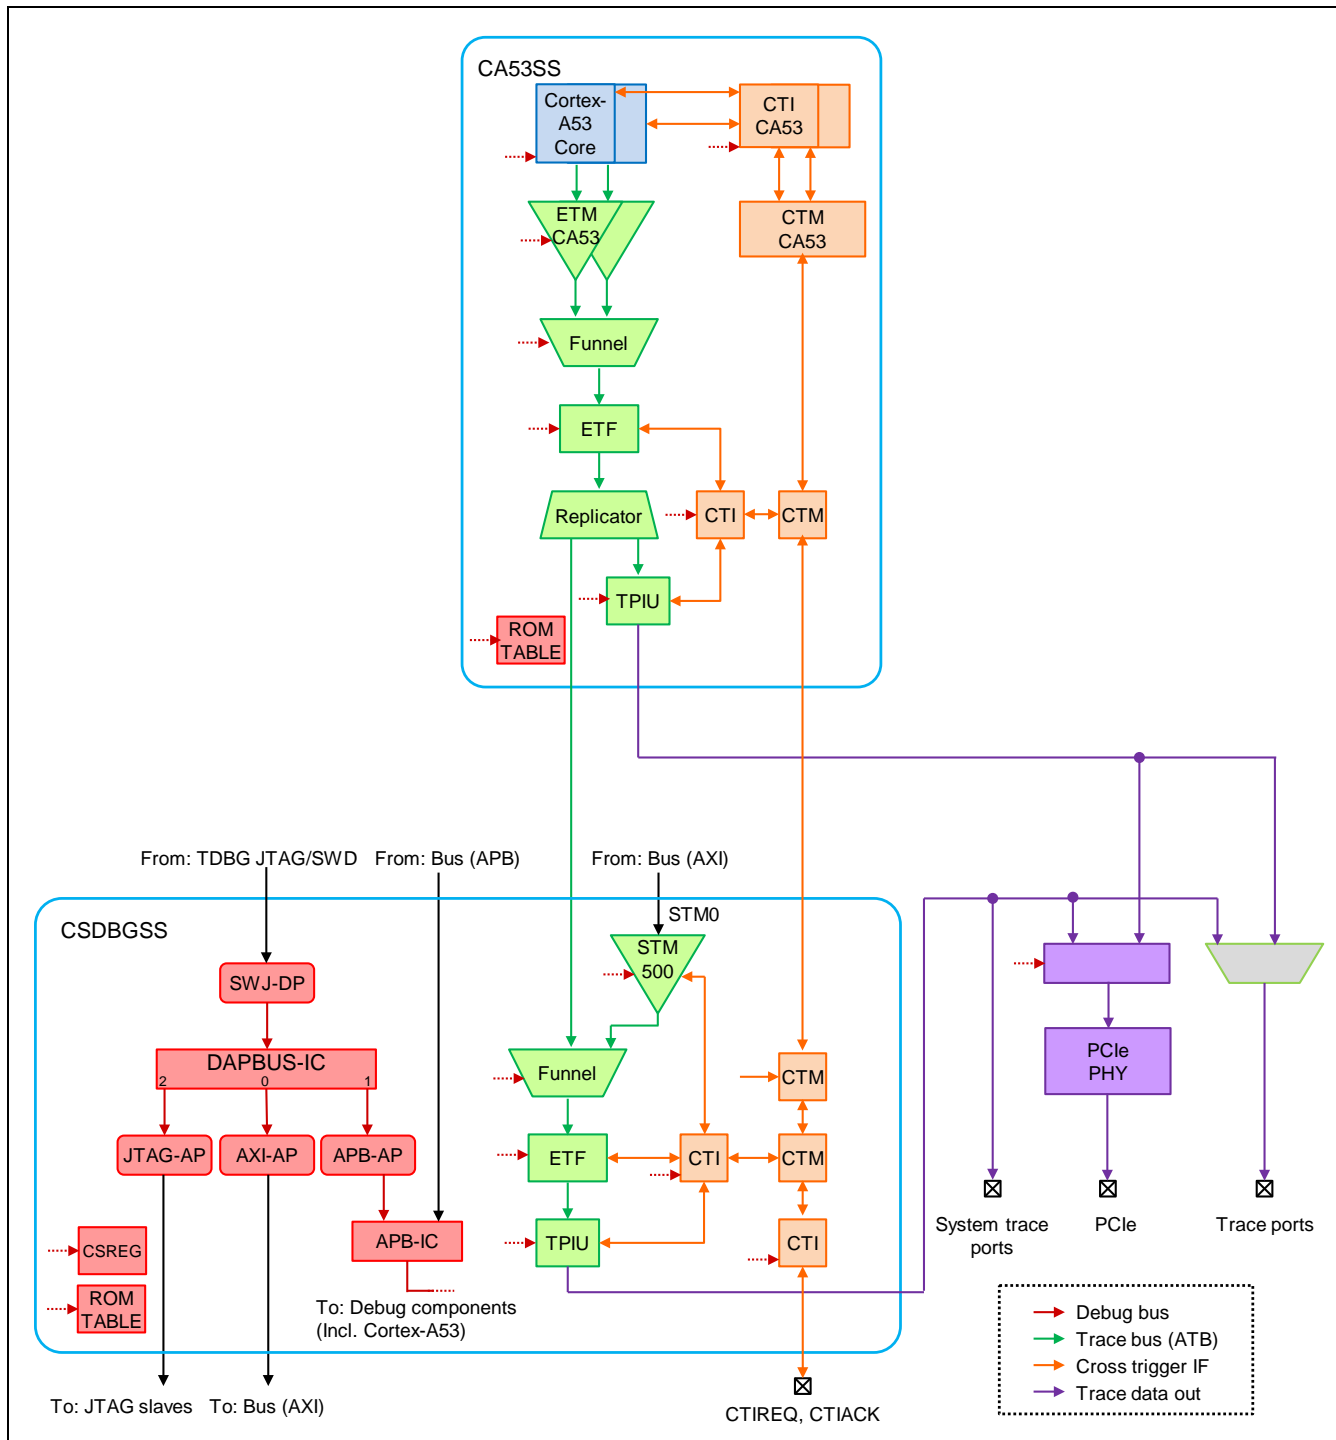 CA53SS
Cortex-
A53
Core
CTI
CA53
ETM
CA53
CTM
CA53
Funnel
ETF
Replicator
CTI
CTM
TPIU
ROM
TABLE
From: TDBG JTAG/SWD
From: Bus (APB)
From: Bus (AXI)
CSDBGSS
STM0
STM
500
SWJ-DP
DAPBUS-IC
2
0
1
Funnel
CTM
PCIe
PHY
JTAG-AP
AXI-AP
APB-AP
ETF
CTI
CTM
CSREG
APB-IC
TPIU
CTI
System trace
ports
PCIe
Trace ports
ROM
TABLE
To: Debug components
(Incl. Cortex-A53)
Debug bus
Trace bus (ATB)
Cross trigger IF
Trace data out
To: JTAG slaves
To: Bus (AXI)
CTIREQ, CTIACK